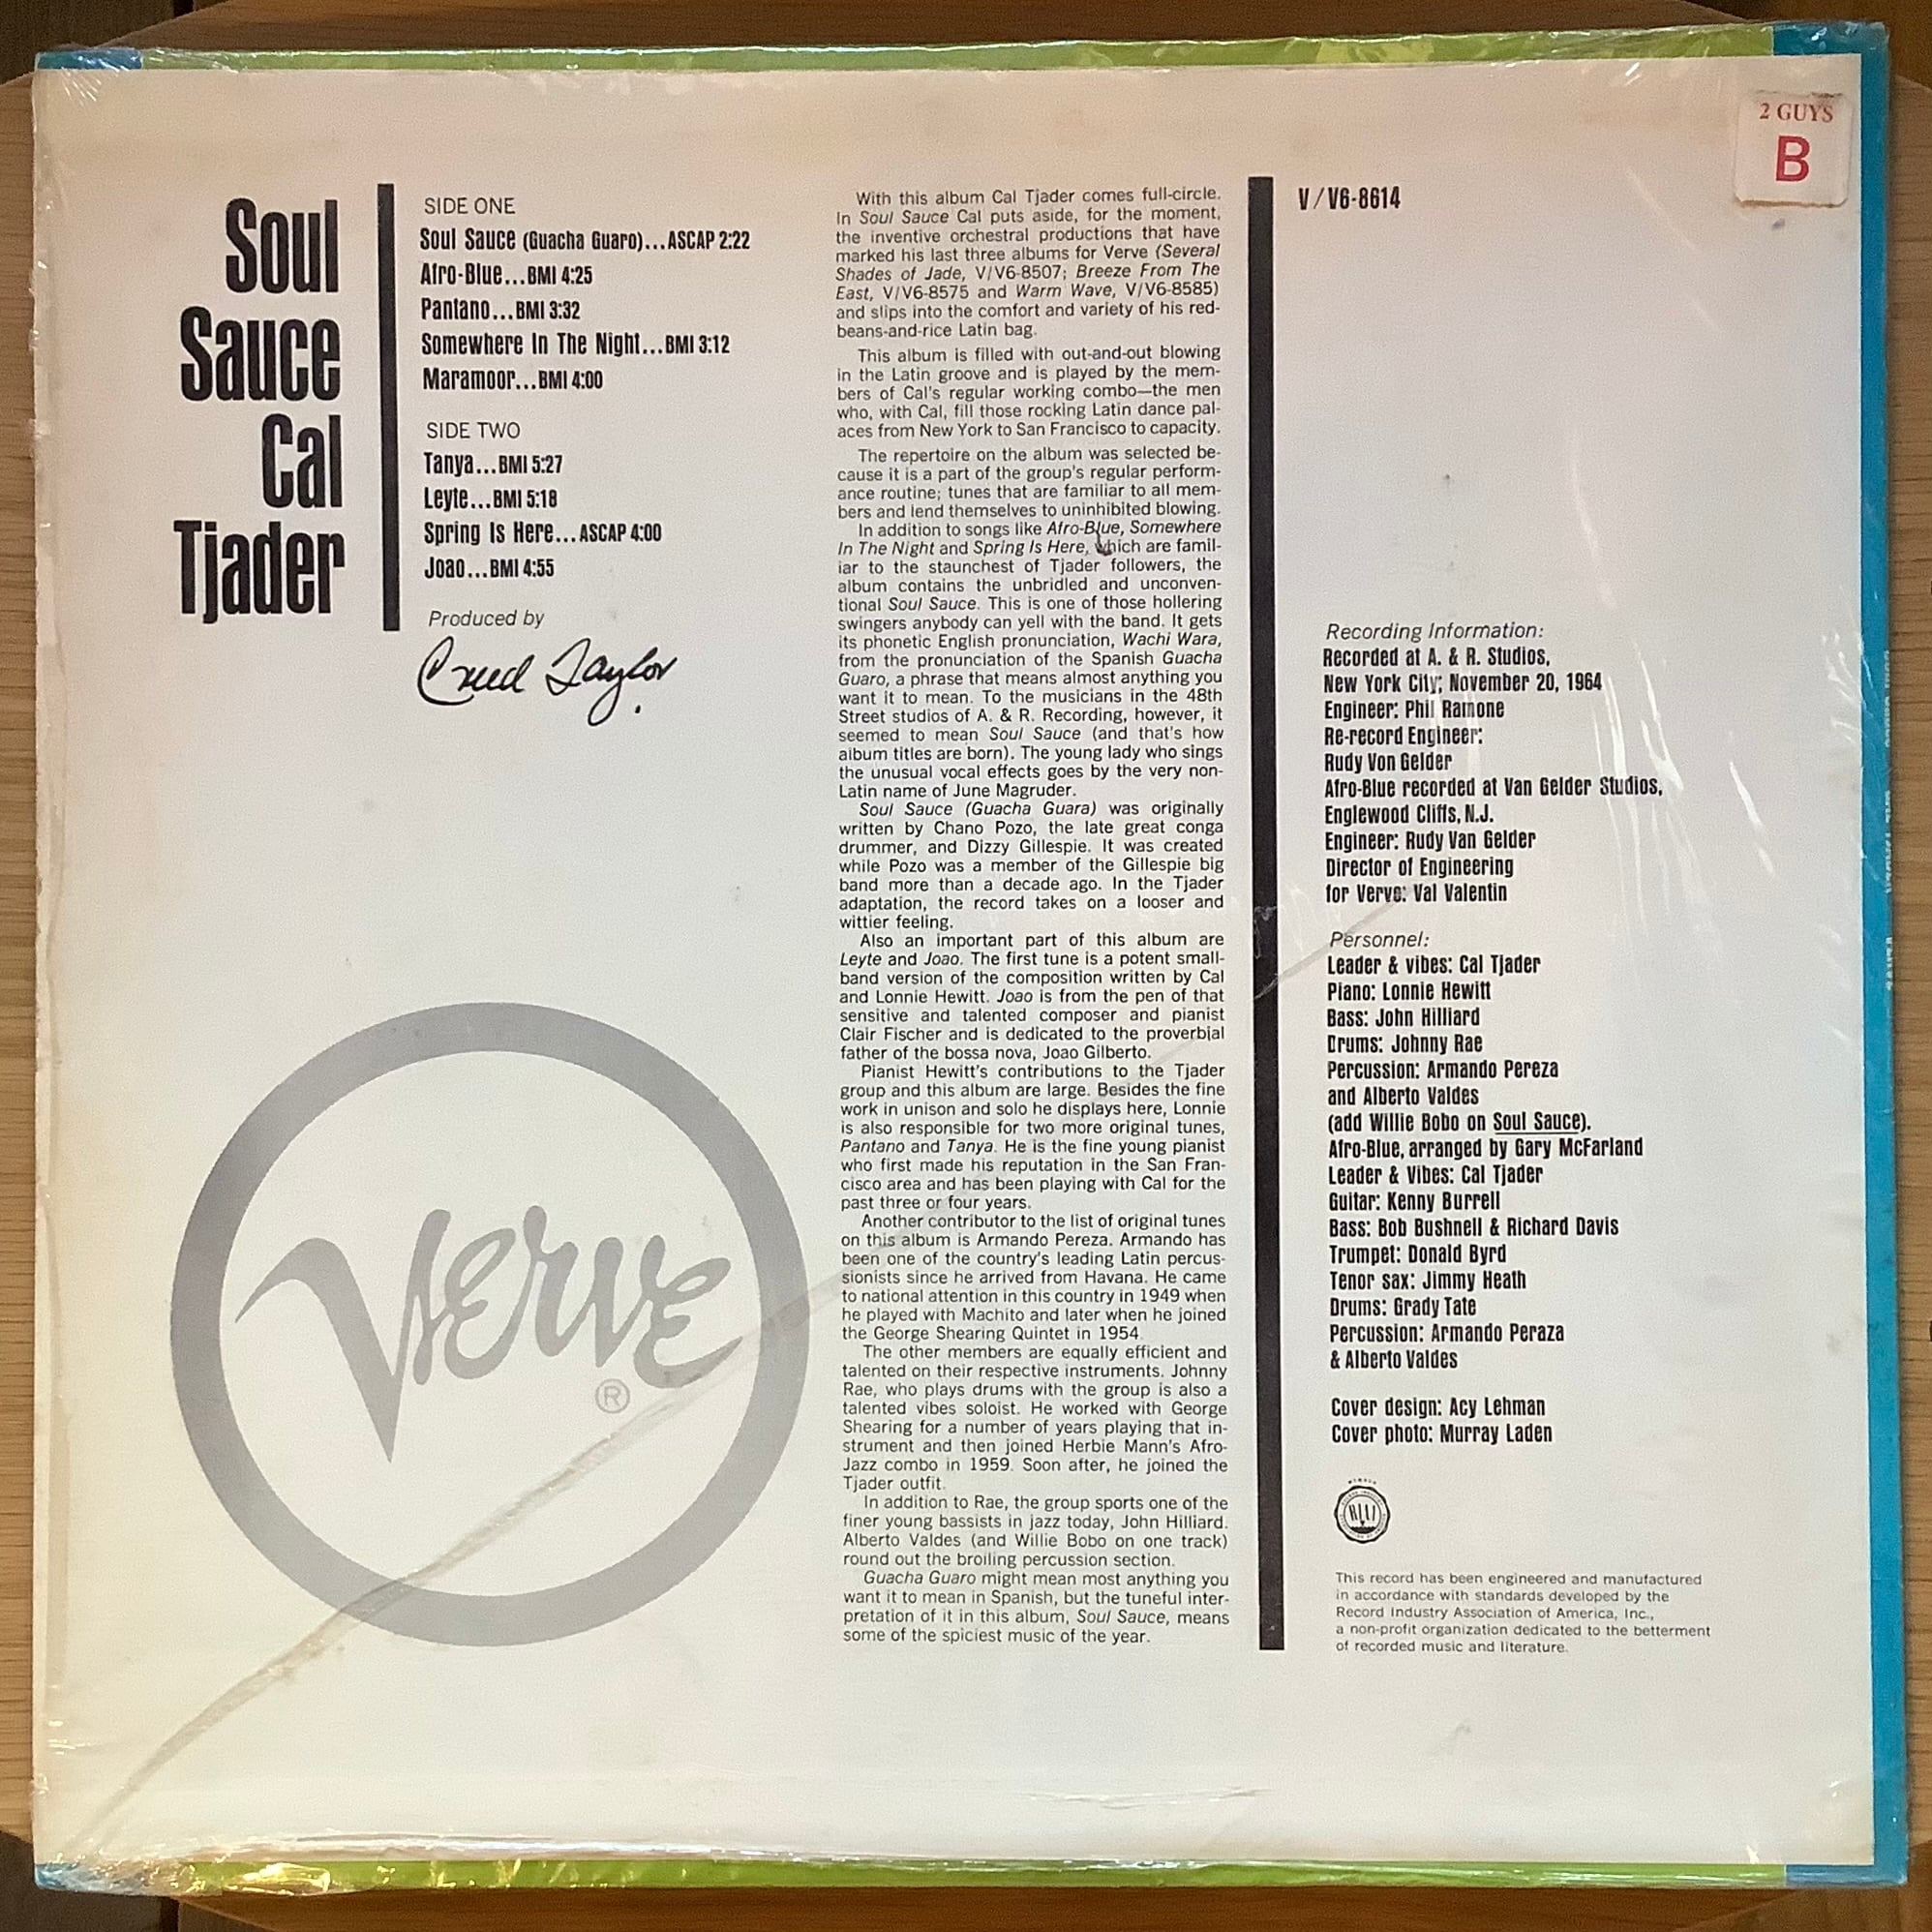 2 GUYS
B
Soul
Sauce
Cal
Tjader
SIDE ONE
Soul Sauce (Guacha Guaro)...ASCAP 2:22
Afro-Blue...BMI 4:25
Pantano...BMI 3:32
Somewhere In The Night...BMI 3:12
Maramoor...BMI 4:00
SIDE TWO
Tanya...BMI 5:27
Leyte...BMI 5:18
Spring Is Here...ASCAP 4:00
Joao...BMI 4:55
Produced by
Creed Taylor
Verve
®
With this album Cal Tjader comes full-circle.
In Soul Sauce Cal puts aside, for the moment,
the inventive orchestral productions that have
marked his last three albums for Verve (Several
Shades of Jade, V/V6-8507; Breeze From The
East, V/V6-8575 and Warm Wave, V/V6-8585)
and slips into the comfort and variety of his red-
beans-and-rice Latin bag.
This album is filled with out-and-out blowing
in the Latin groove and is played by the mem-
bers of Cal's regular working combo—the men
who, with Cal, fill those rocking Latin dance pal-
aces from New York to San Francisco to capacity.
The repertoire on the album was selected be-
cause it is a part of the group's regular perform-
ance routine; tunes that are familiar to all mem-
bers and lend themselves to uninhibited blowing.
In addition to songs like Afro-Blue, Somewhere
In The Night and Spring Is Here, which are famil-
iar to the staunchest of Tjader followers, the
album contains the unbridled and unconven-
tional Soul Sauce. This is one of those hollering
swingers anybody can yell with the band. It gets
its phonetic English pronunciation, Wachi Wara,
from the pronunciation of the Spanish Guacha
Guaro, a phrase that means almost anything you
want it to mean. To the musicians in the 48th
Street studios of A. & R. Recording, however, it
seemed to mean Soul Sauce (and that's how
album titles are born). The young lady who sings
the unusual vocal effects goes by the very non-
Latin name of June Magruder.
Soul Sauce (Guacha Guara) was originally
written by Chano Pozo, the late great conga
drummer, and Dizzy Gillespie. It was created
while Pozo was a member of the Gillespie big
band more than a decade ago. In the Tjader
adaptation, the record takes on a looser and
wittier feeling.
Also an important part of this album are
Leyte and Joao. The first tune is a potent small-
band version of the composition written by Cal
and Lonnie Hewitt. Joao is from the pen of that
sensitive and talented composer and pianist
Clair Fischer and is dedicated to the proverbial
father of the bossa nova, Joao Gilberto.
Pianist Hewitt's contributions to the Tjader
group and this album are large. Besides the fine
work in unison and solo he displays here, Lonnie
is also responsible for two more original tunes,
Pantano and Tanya. He is the fine young pianist
who first made his reputation in the San Fran-
cisco area and has been playing with Cal for the
past three or four years.
Another contributor to the list of original tunes
on this album is Armando Pereza. Armando has
been one of the country's leading Latin percus-
sionists since he arrived from Havana. He came
to national attention in this country in 1949 when
he played with Machito and later when he joined
the George Shearing Quintet in 1954.
The other members are equally efficient and
talented on their respective instruments. Johnny
Rae, who plays drums with the group is also a
talented vibes soloist. He worked with George
Shearing for a number of years playing that in-
strument and then joined Herbie Mann's Afro-
Jazz combo in 1959. Soon after, he joined the
Tjader outfit.
In addition to Rae, the group sports one of the
finer young bassists in jazz today, John Hilliard.
Alberto Valdes (and Willie Bobo on one track)
round out the broiling percussion section.
Guacha Guaro might mean most anything you
want it to mean in Spanish, but the tuneful inter-
pretation of it in this album, Soul Sauce, means
some of the spiciest music of the year.
V/V6-8614
Recording Information:
Recorded at A. & R. Studios,
New York City; November 20, 1964
Engineer: Phil Ramone
Re-record Engineer:
Rudy Von Gelder
Afro-Blue recorded at Van Gelder Studios,
Englewood Cliffs, N.J.
Engineer: Rudy Van Gelder
Director of Engineering
for Verve: Val Valentin
Personnel:
Leader & vibes: Cal Tjader
Piano: Lonnie Hewitt
Bass: John Hilliard
Drums: Johnny Rae
Percussion: Armando Pereza
and Alberto Valdes
(add Willie Bobo on Soul Sauce).
Afro-Blue, arranged by Gary McFarland
Leader & Vibes: Cal Tjader
Guitar: Kenny Burrell
Bass: Bob Bushnell & Richard Davis
Trumpet: Donald Byrd
Tenor sax: Jimmy Heath
Drums: Grady Tate
Percussion: Armando Peraza
& Alberto Valdes
Cover design: Acy Lehman
Cover photo: Murray Laden
This record has been engineered and manufactured
in accordance with standards developed by the
Record Industry Association of America, Inc.,
a non-profit organization dedicated to the betterment
of recorded music and literature.